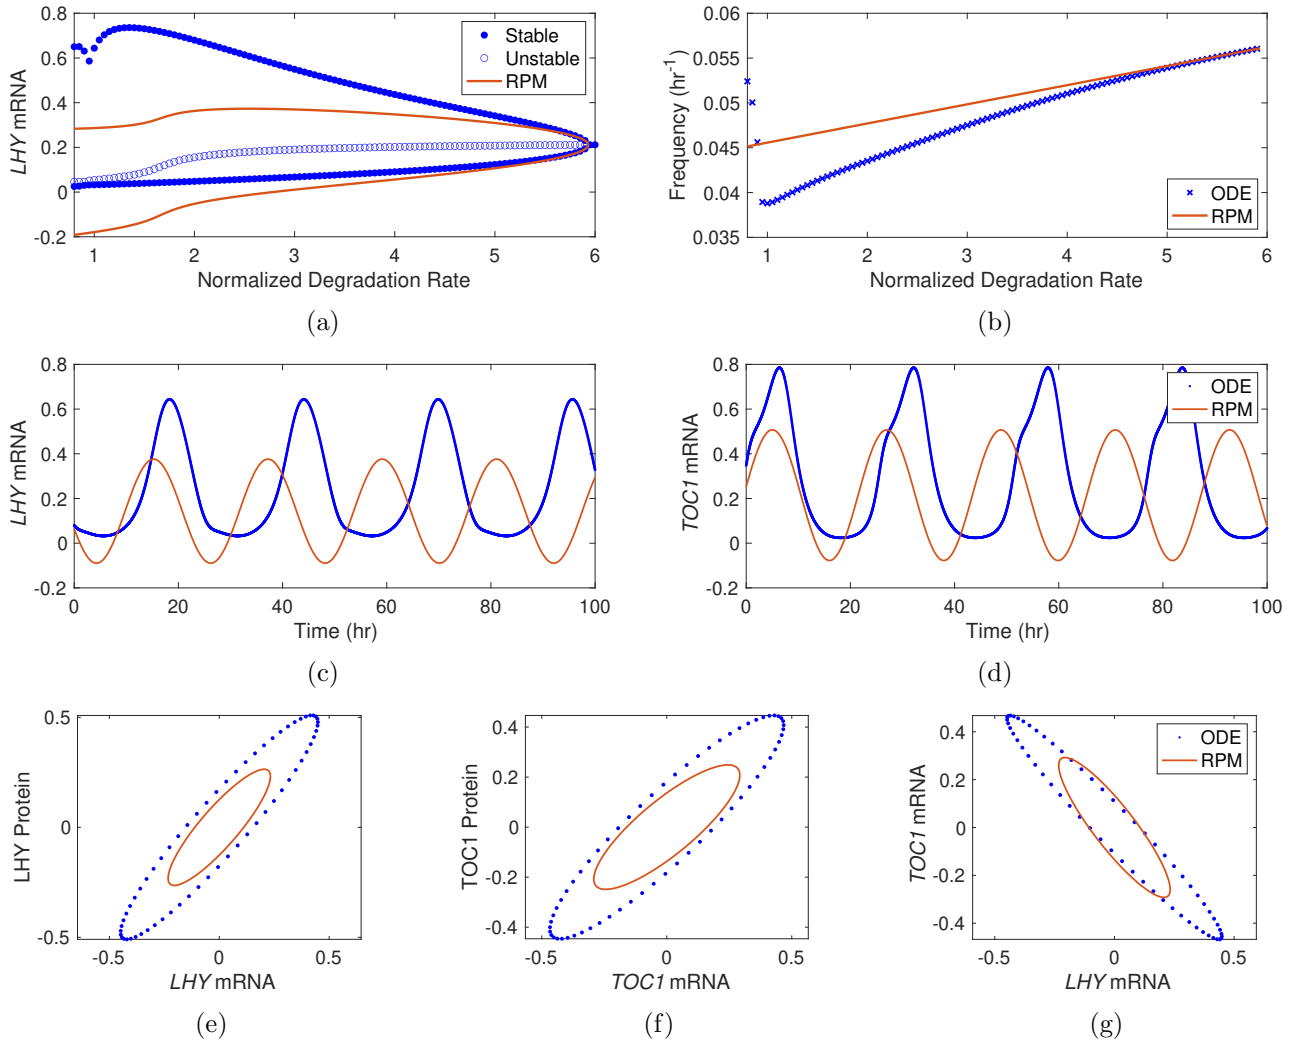 0.8
0.6
0.4
0.2
0
-0.2
LHY mRNA
Stable
Unstable
RPM
1
2
3
4
5
6
Normalized Degradation Rate
(a)
0.06
0.055
0.05
0.045
0.04
0.035
Frequency (hr-1)
ODE
RPM
1
2
3
4
5
6
Normalized Degradation Rate
(b)
0.8
0.6
0.4
0.2
0
-0.2
LHY mRNA
0
20
40
60
80
100
Time (hr)
(c)
0.8
0.6
0.4
0.2
0
-0.2
TOC1 mRNA
ODE
RPM
0
20
40
60
80
100
Time (hr)
(d)
0.5
0
-0.5
LHY Protein
-0.5
0
0.5
LHY mRNA
(e)
0.4
0.2
0
-0.2
-0.4
TOC1 Protein
-0.5
0
0.5
TOC1 mRNA
(f)
0.4
0.2
0
-0.2
-0.4
TOC1 mRNA
ODE
RPM
-0.5
0
0.5
LHY mRNA
(g)